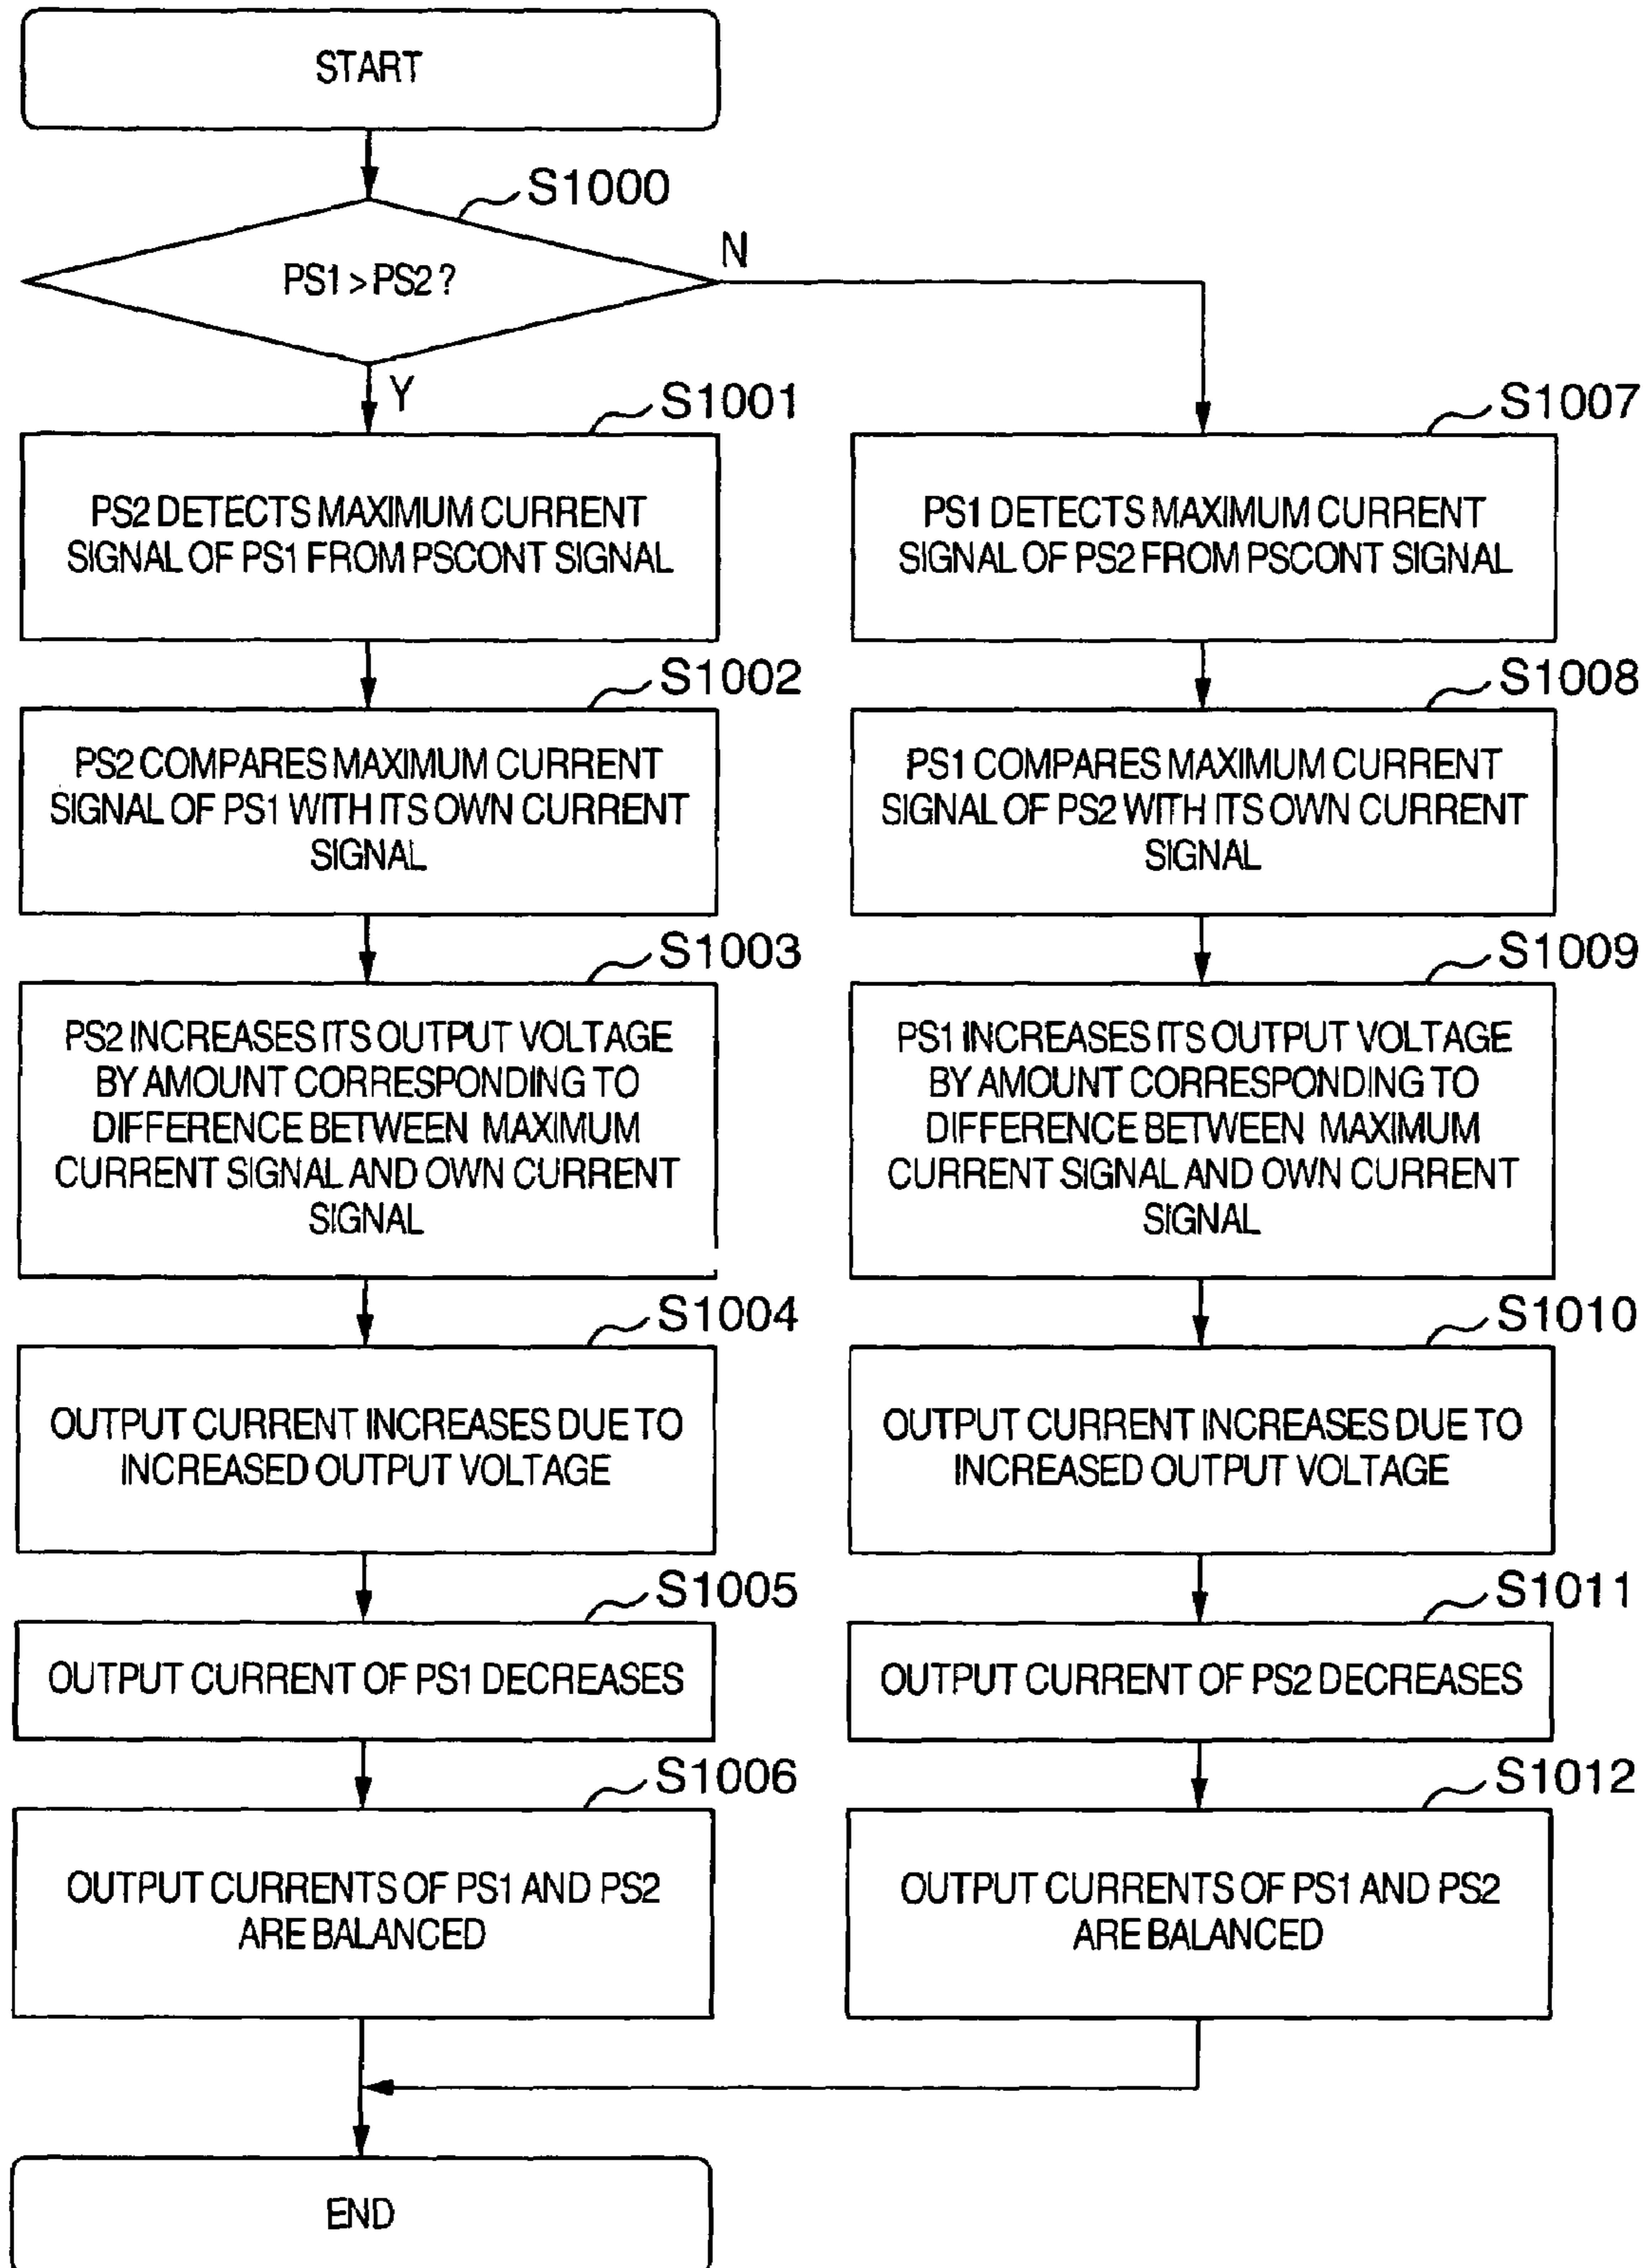 START
S1000
PS1 > PS2 ?
N
Y
S1001
PS2 DETECTS MAXIMUM CURRENT
SIGNAL OF PS1 FROM PSCONT SIGNAL
S1002
PS2 COMPARES MAXIMUM CURRENT
SIGNAL OF PS1 WITH ITS OWN CURRENT
SIGNAL
S1003
PS2 INCREASES ITS OUTPUT VOLTAGE
BY AMOUNT CORRESPONDING TO
DIFFERENCE BETWEEN MAXIMUM
CURRENT SIGNAL AND OWN CURRENT
SIGNAL
S1004
OUTPUT CURRENT INCREASES DUE TO
INCREASED OUTPUT VOLTAGE
S1005
OUTPUT CURRENT OF PS1 DECREASES
S1006
OUTPUT CURRENTS OF PS1 AND PS2
ARE BALANCED
S1007
PS1 DETECTS MAXIMUM CURRENT
SIGNAL OF PS2 FROM PSCONT SIGNAL
S1008
PS1 COMPARES MAXIMUM CURRENT
SIGNAL OF PS2 WITH ITS OWN CURRENT
SIGNAL
S1009
PS1 INCREASES ITS OUTPUT VOLTAGE
BY AMOUNT CORRESPONDING TO
DIFFERENCE BETWEEN MAXIMUM
CURRENT SIGNAL AND OWN CURRENT
SIGNAL
S1010
OUTPUT CURRENT INCREASES DUE TO
INCREASED OUTPUT VOLTAGE
S1011
OUTPUT CURRENT OF PS2 DECREASES
S1012
OUTPUT CURRENTS OF PS1 AND PS2
ARE BALANCED
END